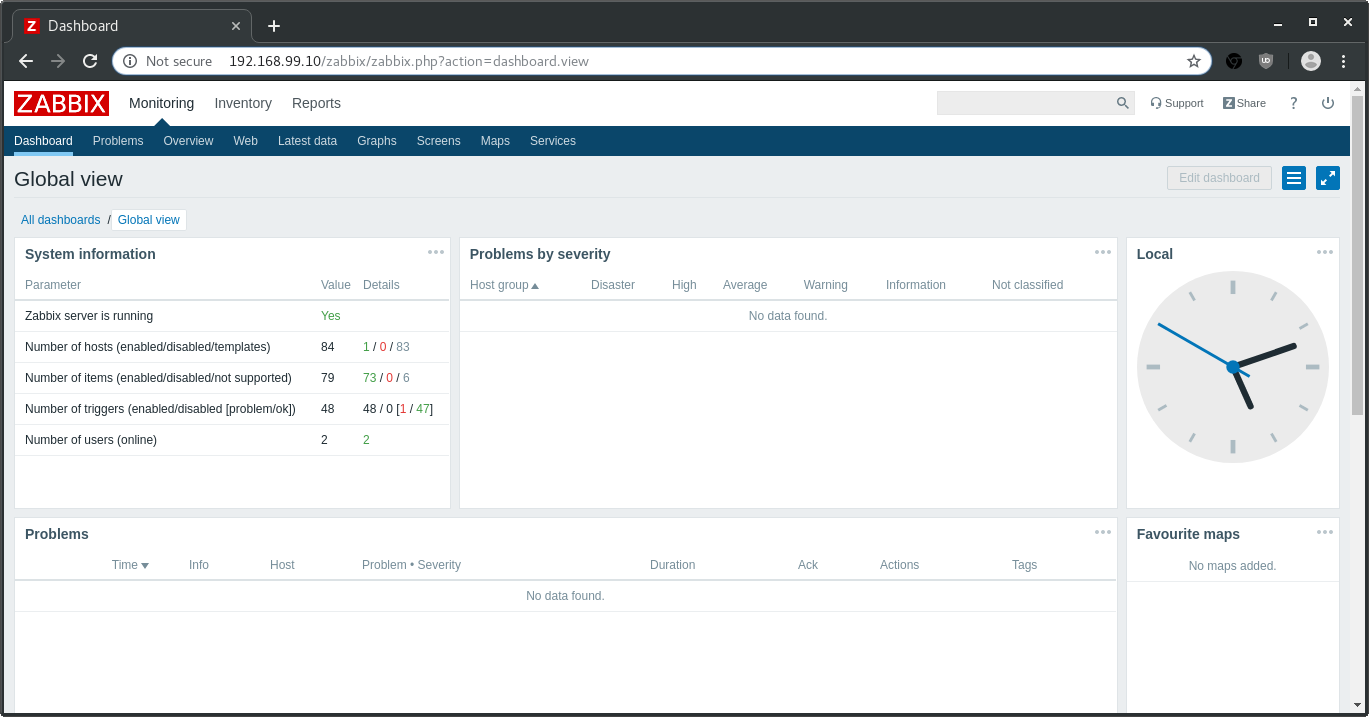 Z Dashboard
Not secure 192.168.99.10/zabbix/zabbix.php?action=dashboard.view
ZABBIX Monitoring Inventory Reports Support Z Share ?
Dashboard Problems Overview Web Latest data Graphs Screens Maps Services
Global view Edit dashboard
All dashboards / Global view
System information
Parameter Value Details
Zabbix server is running Yes
Number of hosts (enabled/disabled/templates) 84 1 / 0 / 83
Number of items (enabled/disabled/not supported) 79 73 / 0 / 6
Number of triggers (enabled/disabled [problem/ok]) 48 48 / 0 [1 / 47]
Number of users (online) 2 2
Problems by severity
Host group Disaster High Average Warning Information Not classified
No data found.
Local
Problems
Time Info Host Problem • Severity Duration Ack Actions Tags
No data found.
Favourite maps
No maps added.